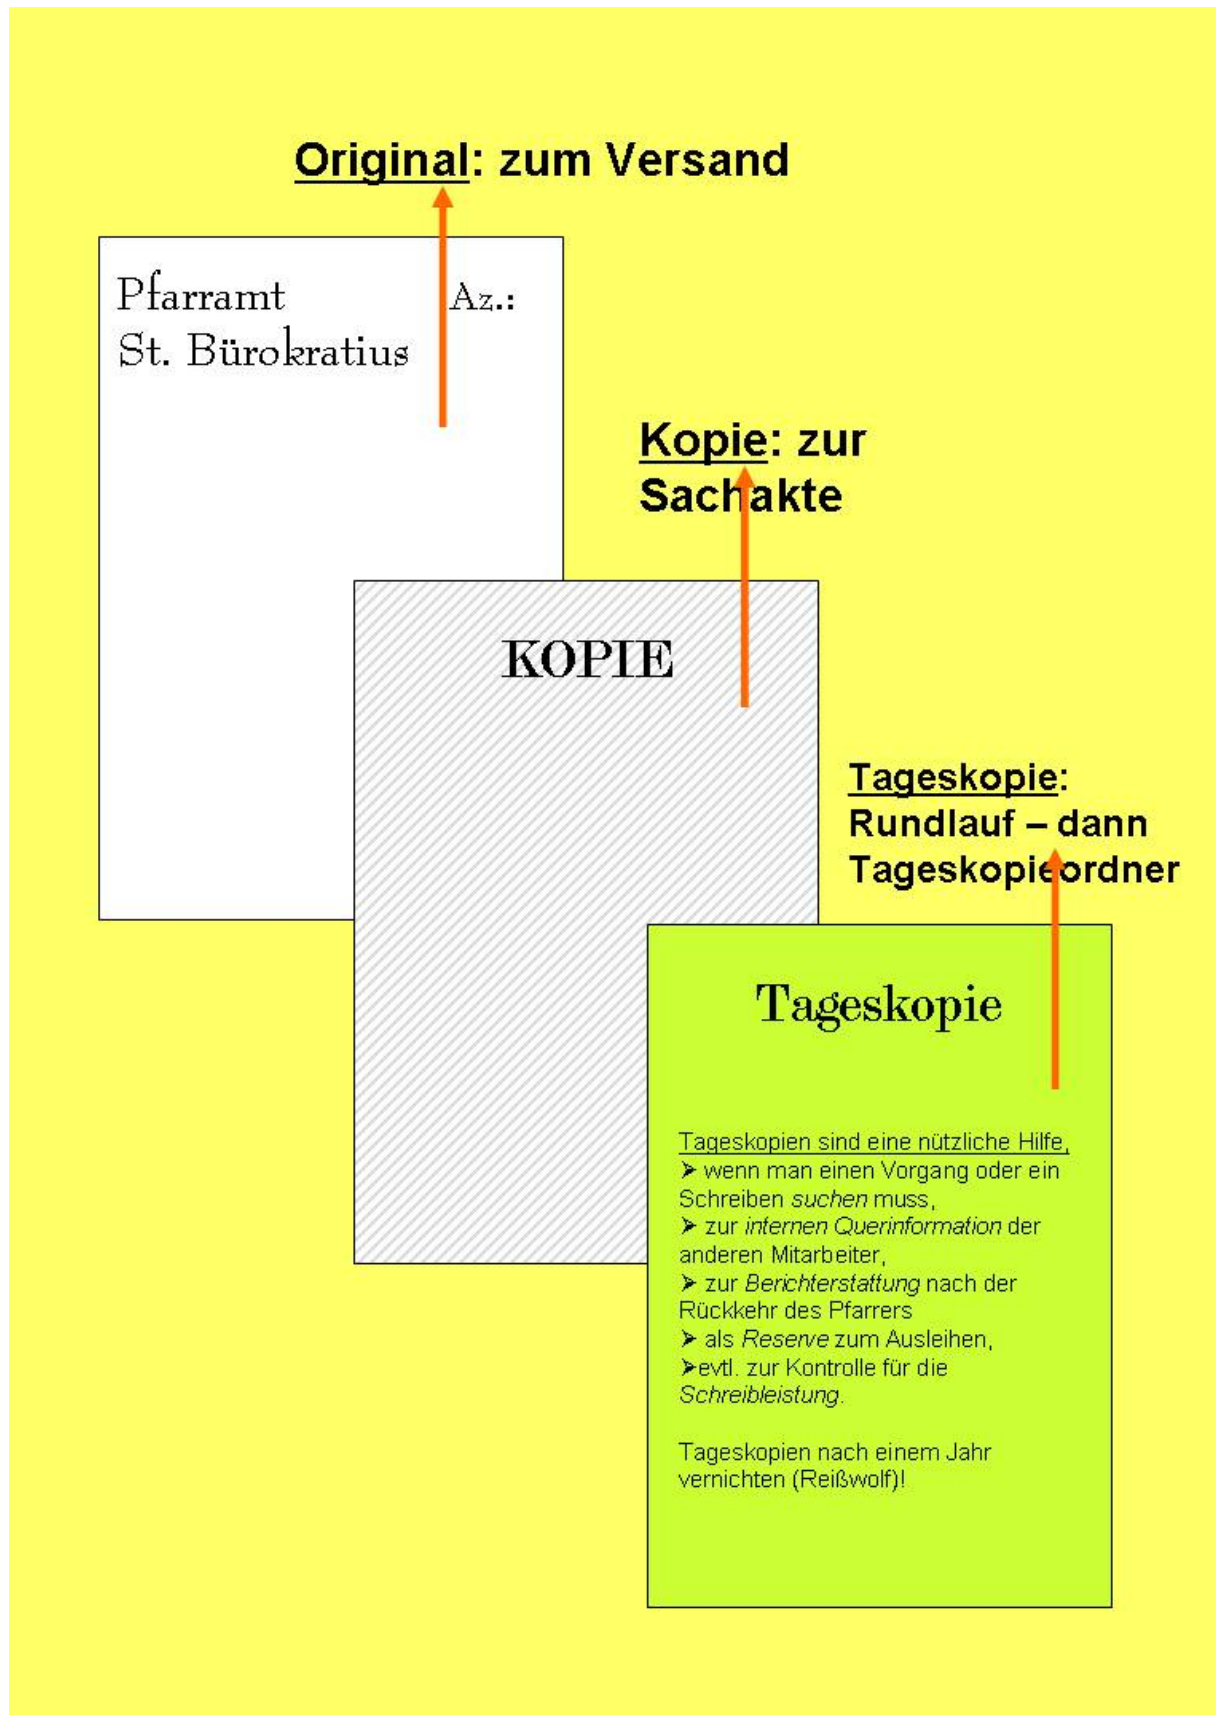 Original: zum Versand
Pfarramt Az.:
St. Bürokratius
Kopie: zur
Sachakte
KOPIE
Tageskopie:
Rundlauf – dann
Tageskopieordner
Tageskopie
Tageskopien sind eine nützliche Hilfe,
➢ wenn man einen Vorgang oder ein
Schreiben suchen muss,
➢ zur internen Querinformation der
anderen Mitarbeiter,
➢ zur Berichterstattung nach der
Rückkehr des Pfarrers
➢ als Reserve zum Ausleihen,
➢evtl. zur Kontrolle für die
Schreibleistung.
Tageskopien nach einem Jahr
vernichten (Reißwolf)!